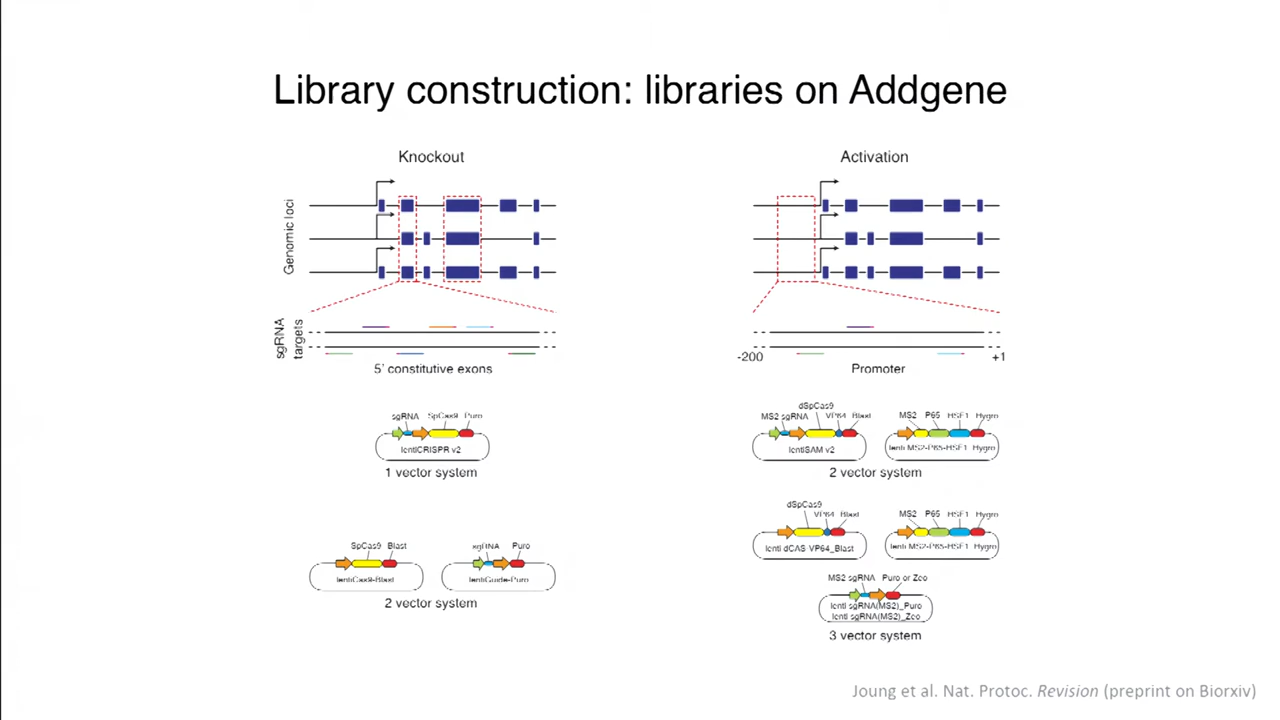 Library construction: libraries on Addgene
Knockout
Genomic loci
sgRNA
targets
5' constitutive exons
sgRNA SpCas9 Puro
lentiCRISPR v2
1 vector system
SpCas9 Blast
lentiCas9-Blast
sgRNA Puro
lentiGuide-Puro
2 vector system
Activation
-200
+1
Promoter
dSpCas9
MS2 sgRNA VP64 Blast
lentiSAM v2
MS2 P65 HSF1 Hygro
lenti MS2-P65-HSF1 Hygro
2 vector system
dSpCas9
VP64 Blast
lenti dCAS-VP64_Blast
MS2 P65 HSF1 Hygro
lenti MS2-P65-HSF1 Hygro
MS2 sgRNA Puro or Zeo
lenti sgRNA(MS2)_Puro
lenti sgRNA(MS2)_Zeo
3 vector system
Joung et al. Nat. Protoc. Revision (preprint on Biorxiv)